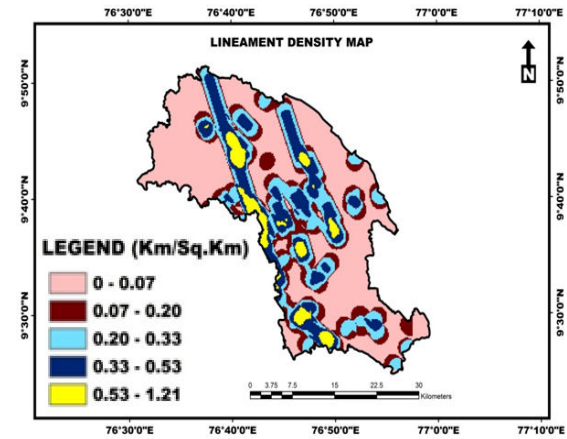 76°30'0"E 76°40'0"E 76°50'0"E 77°0'0"E 77°10'0"E
LINEAMENT DENSITY MAP
N
9°50'0"N 9°50'0"N
9°40'0"N 9°40'0"N
LEGEND (Km/Sq.Km)
0 - 0.07
0.07 - 0.20
9°30'0"N 9°30'0"N
0.20 - 0.33
0.33 - 0.53
0.53 - 1.21
0 3.75 7.5 15 22.5 30
Kilometers
76°30'0"E 76°40'0"E 76°50'0"E 77°0'0"E 77°10'0"E